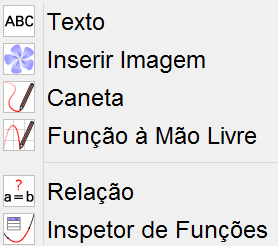 ABC Texto
Inserir Imagem
Caneta
Função à Mão Livre
?
a=b Relação
Inspetor de Funções